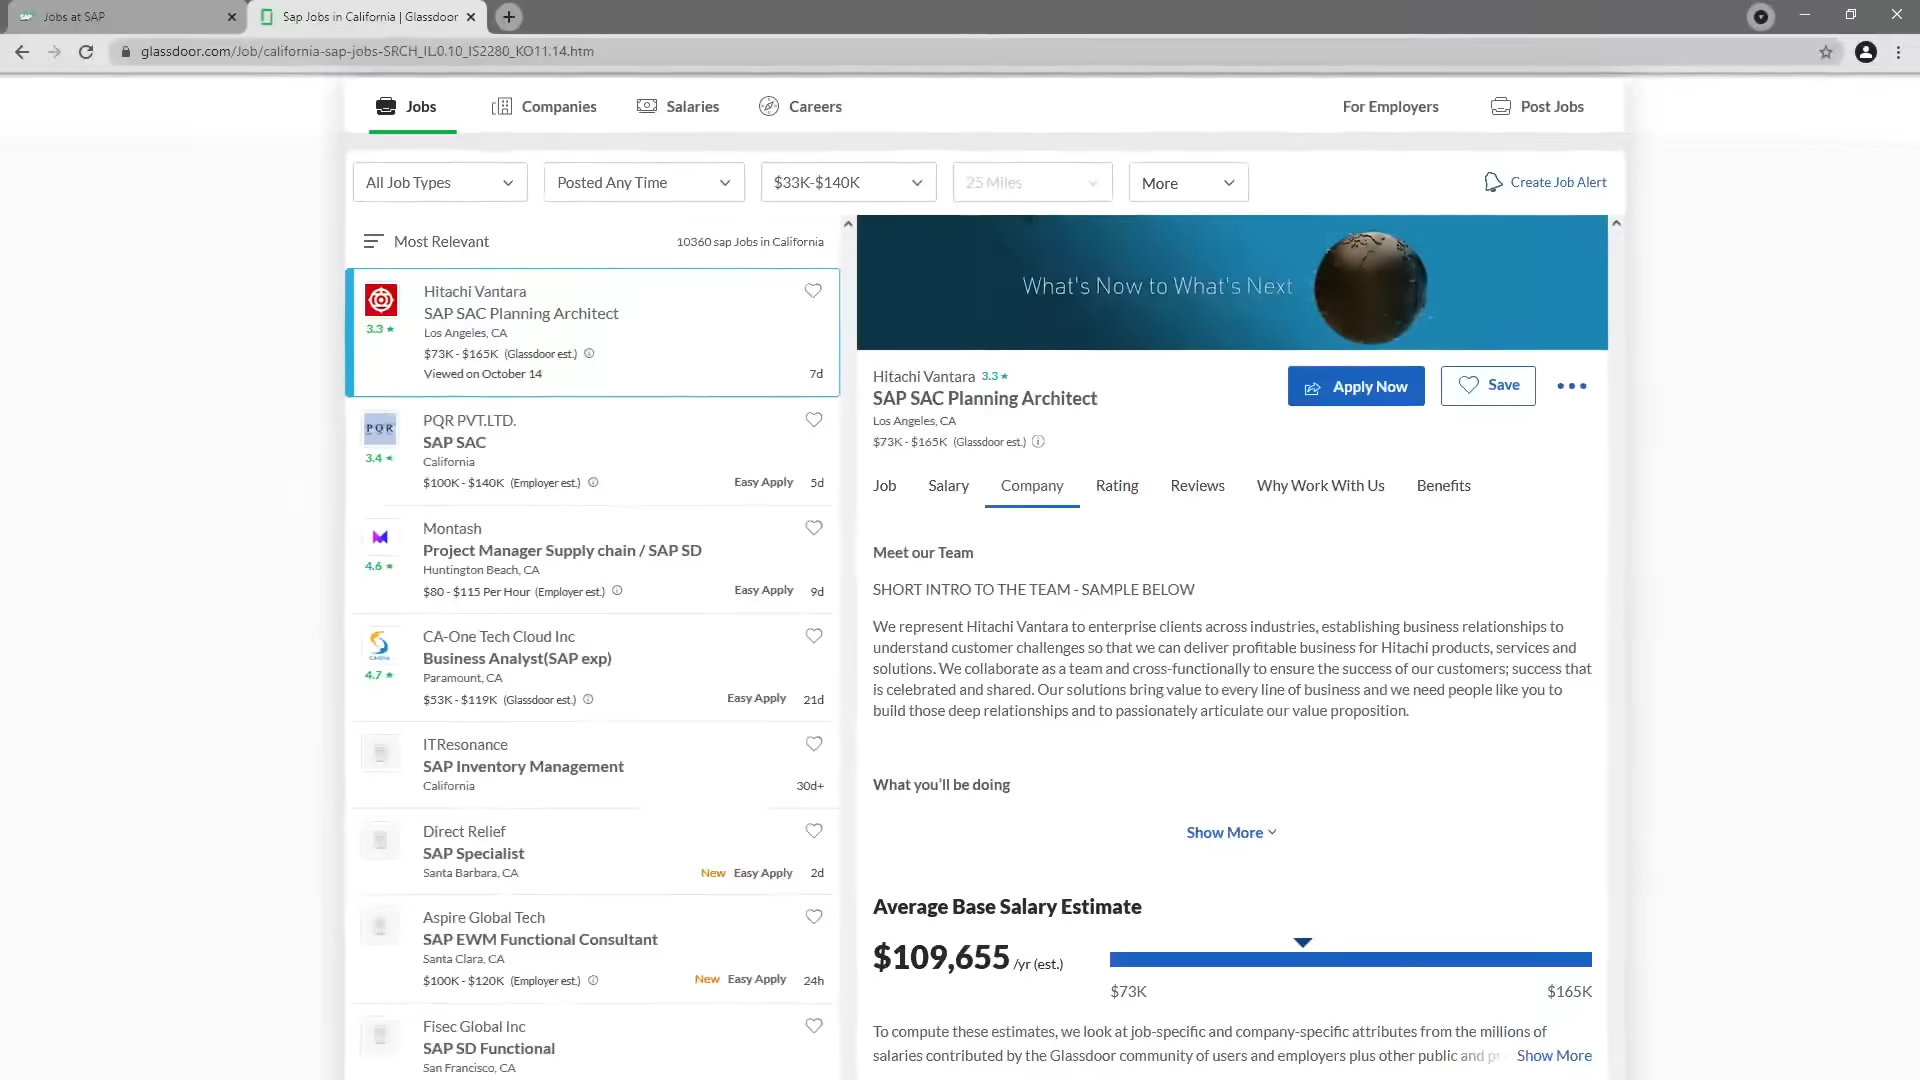 Jobs at SAP
Sap Jobs in California | Glassdoor
glassdoor.com/Job/california-sap-jobs-SRCH_IL.0.10_IS2280_KO11.14.htm
Jobs
Companies
Salaries
Careers
For Employers
Post Jobs
All Job Types
Posted Any Time
$33K-$140K
25 Miles
More
Create Job Alert
Most Relevant
10360 sap Jobs in California
Hitachi Vantara
SAP SAC Planning Architect
3.3 ★
Los Angeles, CA
$73K - $165K (Glassdoor est.)
Viewed on October 14
7d
PQR
PQR PVT.LTD.
SAP SAC
3.4 ★
California
$100K - $140K (Employer est.)
Easy Apply
5d
Montash
Project Manager Supply chain / SAP SD
4.6 ★
Huntington Beach, CA
$80 - $115 Per Hour (Employer est.)
Easy Apply
9d
CA-One Tech Cloud Inc
Business Analyst(SAP exp)
4.7 ★
Paramount, CA
$53K - $119K (Glassdoor est.)
Easy Apply
21d
ITResonance
SAP Inventory Management
California
30d+
Direct Relief
SAP Specialist
Santa Barbara, CA
New
Easy Apply
2d
Aspire Global Tech
SAP EWM Functional Consultant
Santa Clara, CA
$100K - $120K (Employer est.)
New
Easy Apply
24h
Fisec Global Inc
SAP SD Functional
San Francisco, CA
What's Now to What's Next
Hitachi Vantara 3.3 ★
SAP SAC Planning Architect
Los Angeles, CA
$73K - $165K (Glassdoor est.)
Apply Now
Save
Job
Salary
Company
Rating
Reviews
Why Work With Us
Benefits
Meet our Team
SHORT INTRO TO THE TEAM - SAMPLE BELOW
We represent Hitachi Vantara to enterprise clients across industries, establishing business relationships to
understand customer challenges so that we can deliver profitable business for Hitachi products, services and
solutions. We collaborate as a team and cross-functionally to ensure the success of our customers; success that
is celebrated and shared. Our solutions bring value to every line of business and we need people like you to
build those deep relationships and to passionately articulate our value proposition.
What you'll be doing
Show More
Average Base Salary Estimate
$109,655 /yr (est.)
$73K
$165K
To compute these estimates, we look at job-specific and company-specific attributes from the millions of
salaries contributed by the Glassdoor community of users and employers plus other public and
Show More